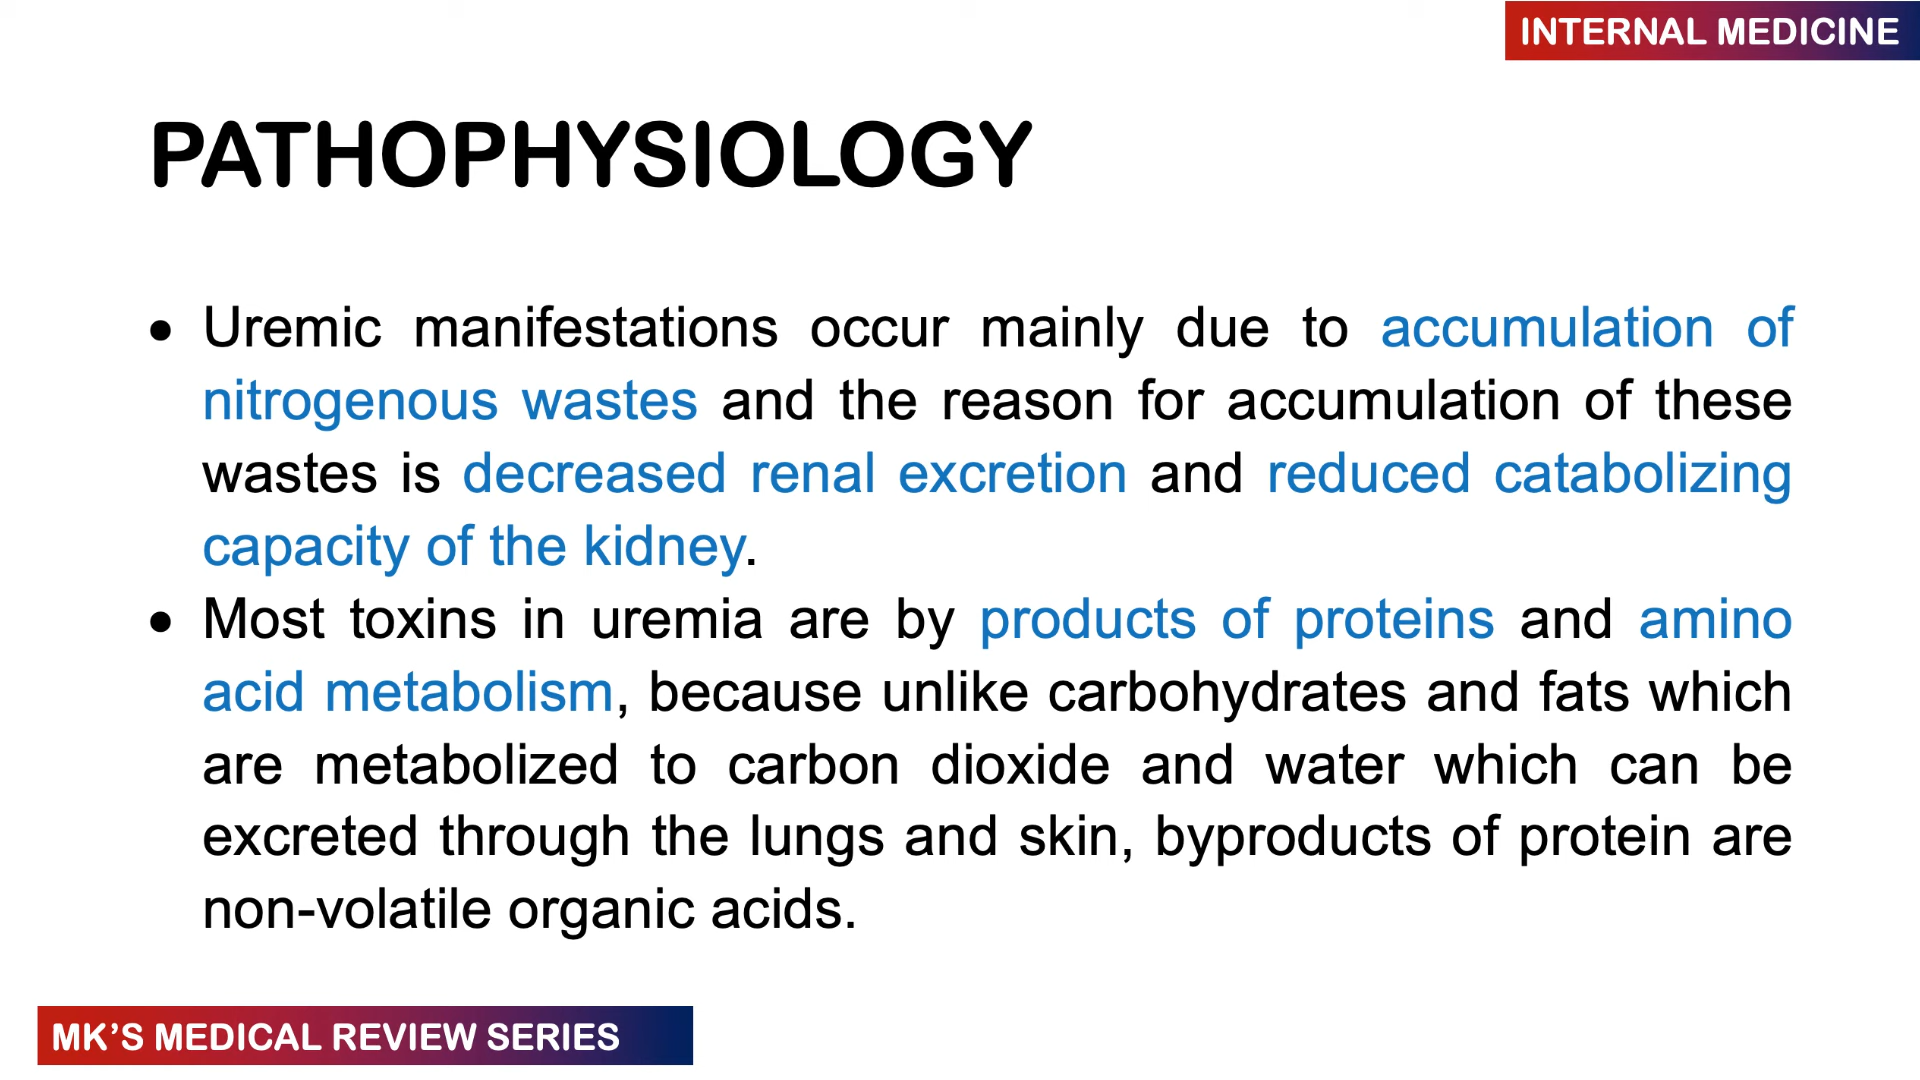 INTERNAL MEDICINE
PATHOPHYSIOLOGY
• Uremic manifestations occur mainly due to accumulation of
nitrogenous wastes and the reason for accumulation of these
wastes is decreased renal excretion and reduced catabolizing
capacity of the kidney.
• Most toxins in uremia are by products of proteins and amino
acid metabolism, because unlike carbohydrates and fats which
are metabolized to carbon dioxide and water which can be
excreted through the lungs and skin, byproducts of protein are
non-volatile organic acids.
MK’S MEDICAL REVIEW SERIES